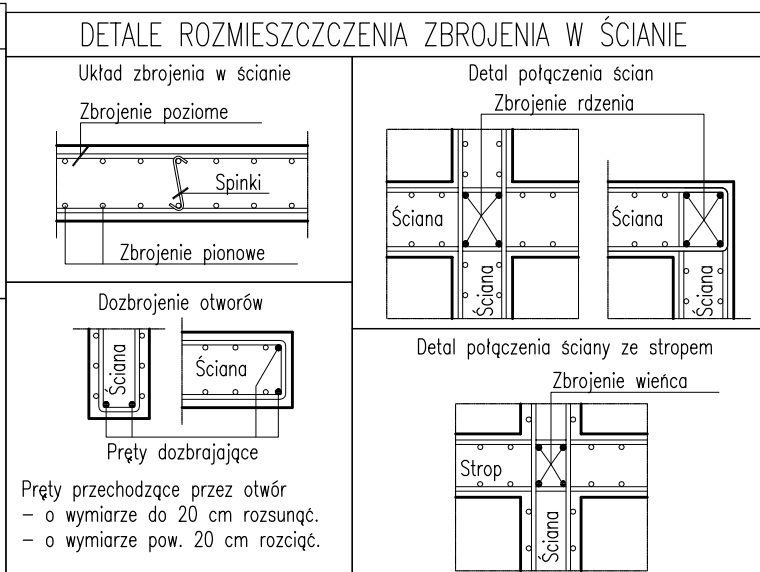 DETALE ROZMIESZCZCZENIA ZBROJENIA W ŚCIANIE
Układ zbrojenia w ścianie
Zbrojenie poziome
Spinki
Zbrojenie pionowe
Detal połączenia ścian
Zbrojenie rdzenia
Ściana
Ściana
Ściana
Ściana
Dozbrojenie otworów
Ściana
Ściana
Pręty dozbrajające
Pręty przechodzące przez otwór
– o wymiarze do 20 cm rozsunąć.
– o wymiarze pow. 20 cm rozciąć.
Detal połączenia ściany ze stropem
Zbrojenie wieńca
Strop
Ściana